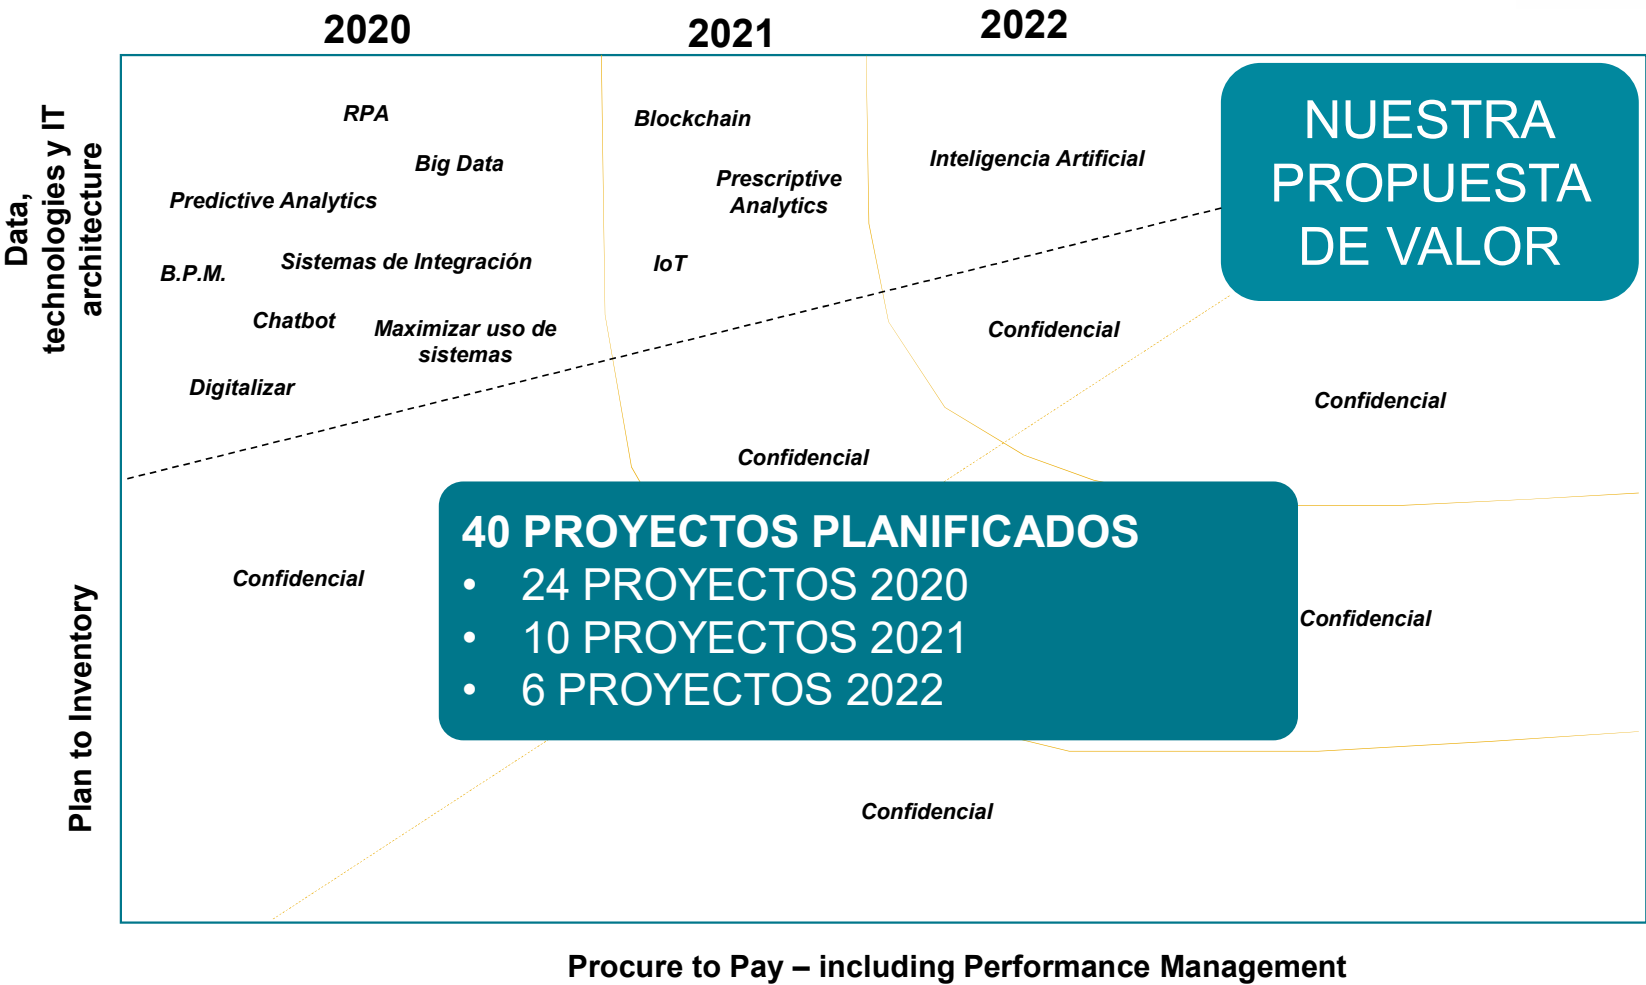 2020
2021
2022
Data,
technologies y IT
architecture
RPA
Big Data
Predictive Analytics
B.P.M.
Sistemas de Integración
Chatbot
Maximizar uso de
sistemas
Digitalizar
Blockchain
Prescriptive
Analytics
IoT
Inteligencia Artificial
NUESTRA
PROPUESTA
DE VALOR
Confidencial
Confidencial
Confidencial
40 PROYECTOS PLANIFICADOS
• 24 PROYECTOS 2020
• 10 PROYECTOS 2021
• 6 PROYECTOS 2022
Confidencial
Confidencial
Confidencial
Plan to Inventory
Procure to Pay – including Performance Management